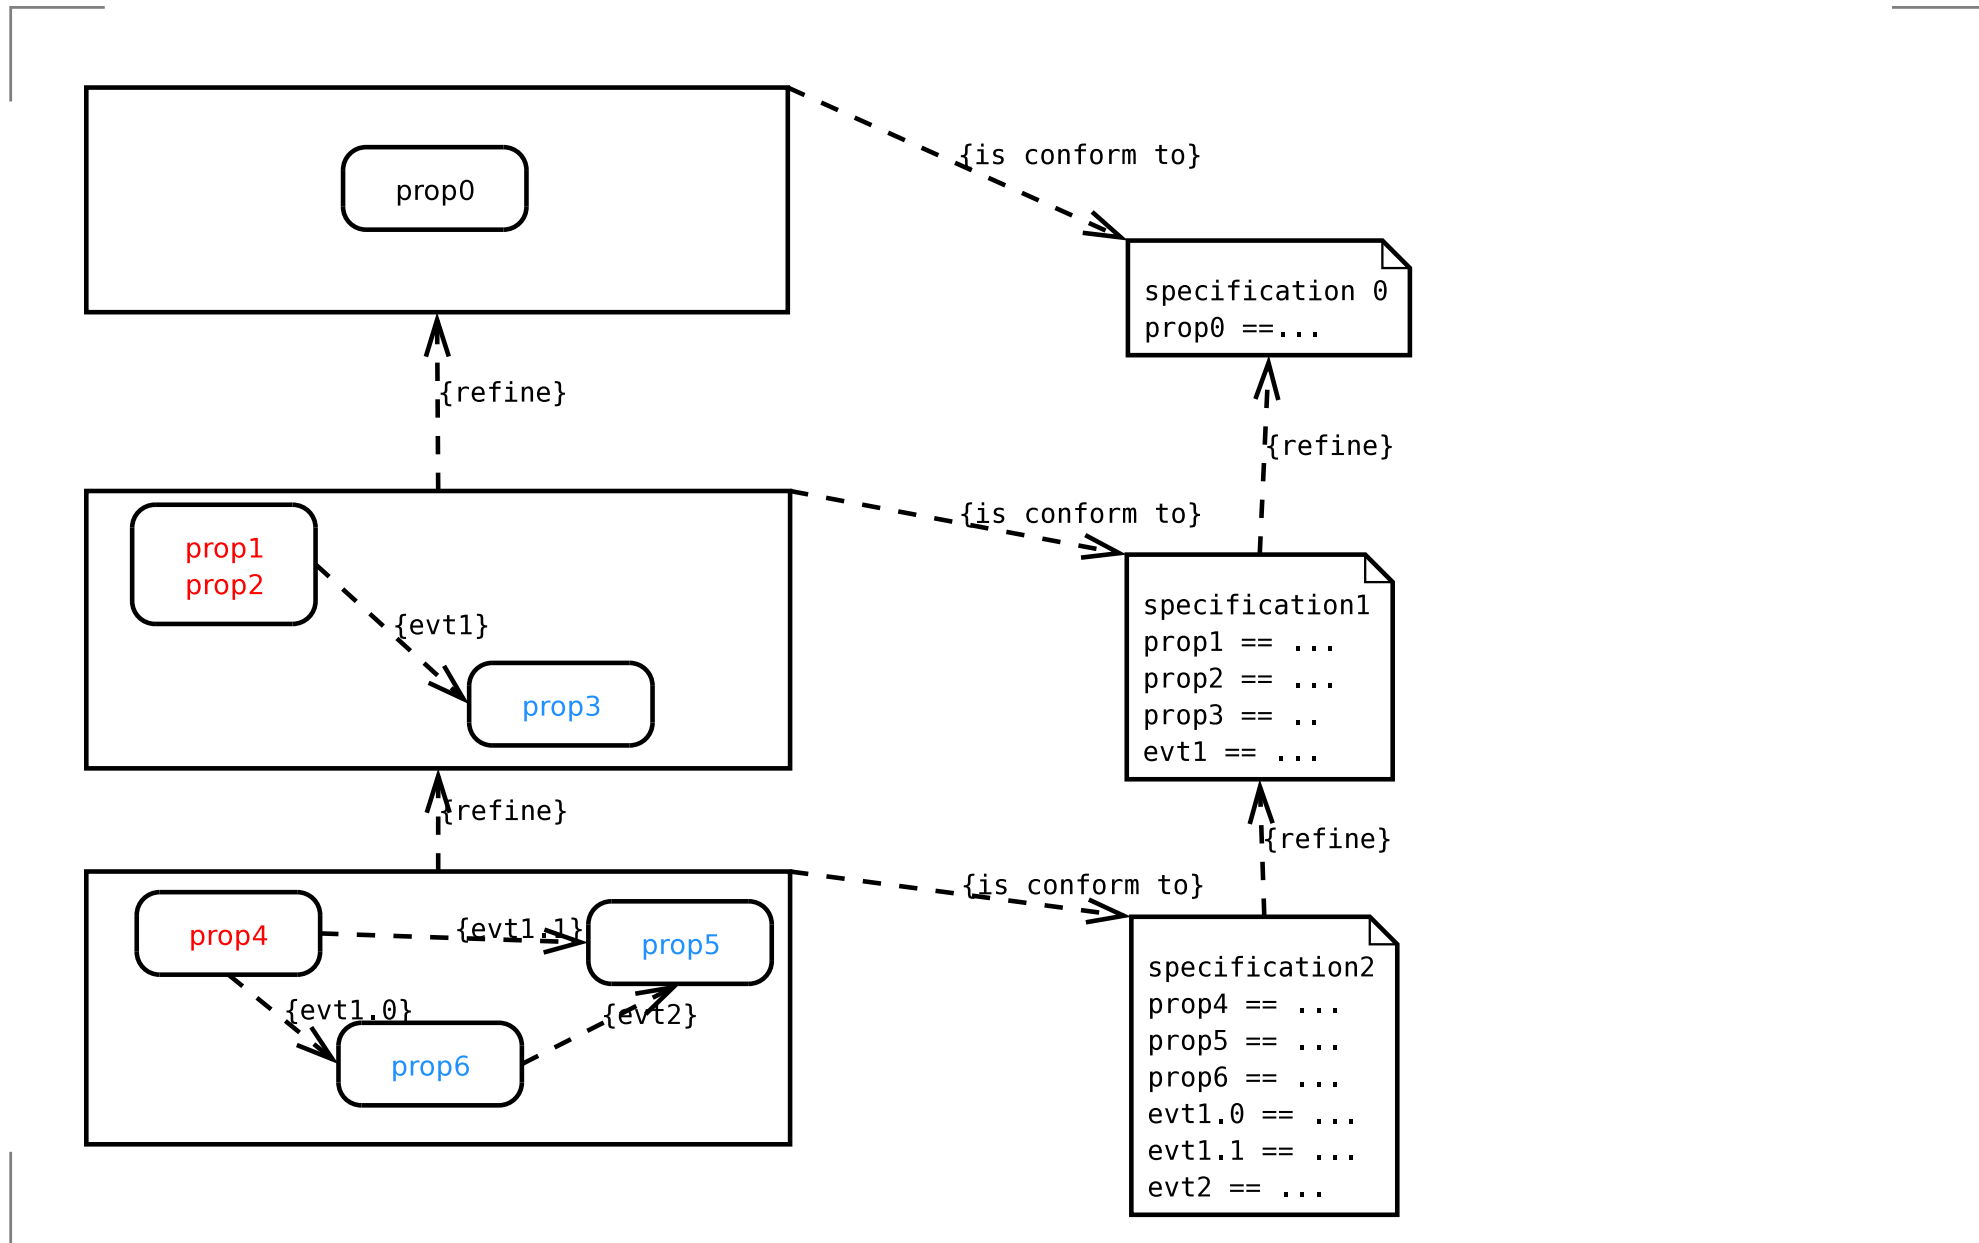 prop0
{is conform to}
specification 0
prop0 ==...
{refine}
{refine}
prop1
prop2
{evt1}
prop3
{is conform to}
specification1
prop1 == ...
prop2 == ...
prop3 == ..
evt1 == ...
{refine}
{refine}
prop4
{evt1.1}
prop5
{evt1.0}
{evt2}
prop6
{is conform to}
specification2
prop4 == ...
prop5 == ...
prop6 == ...
evt1.0 == ...
evt1.1 == ...
evt2 == ...